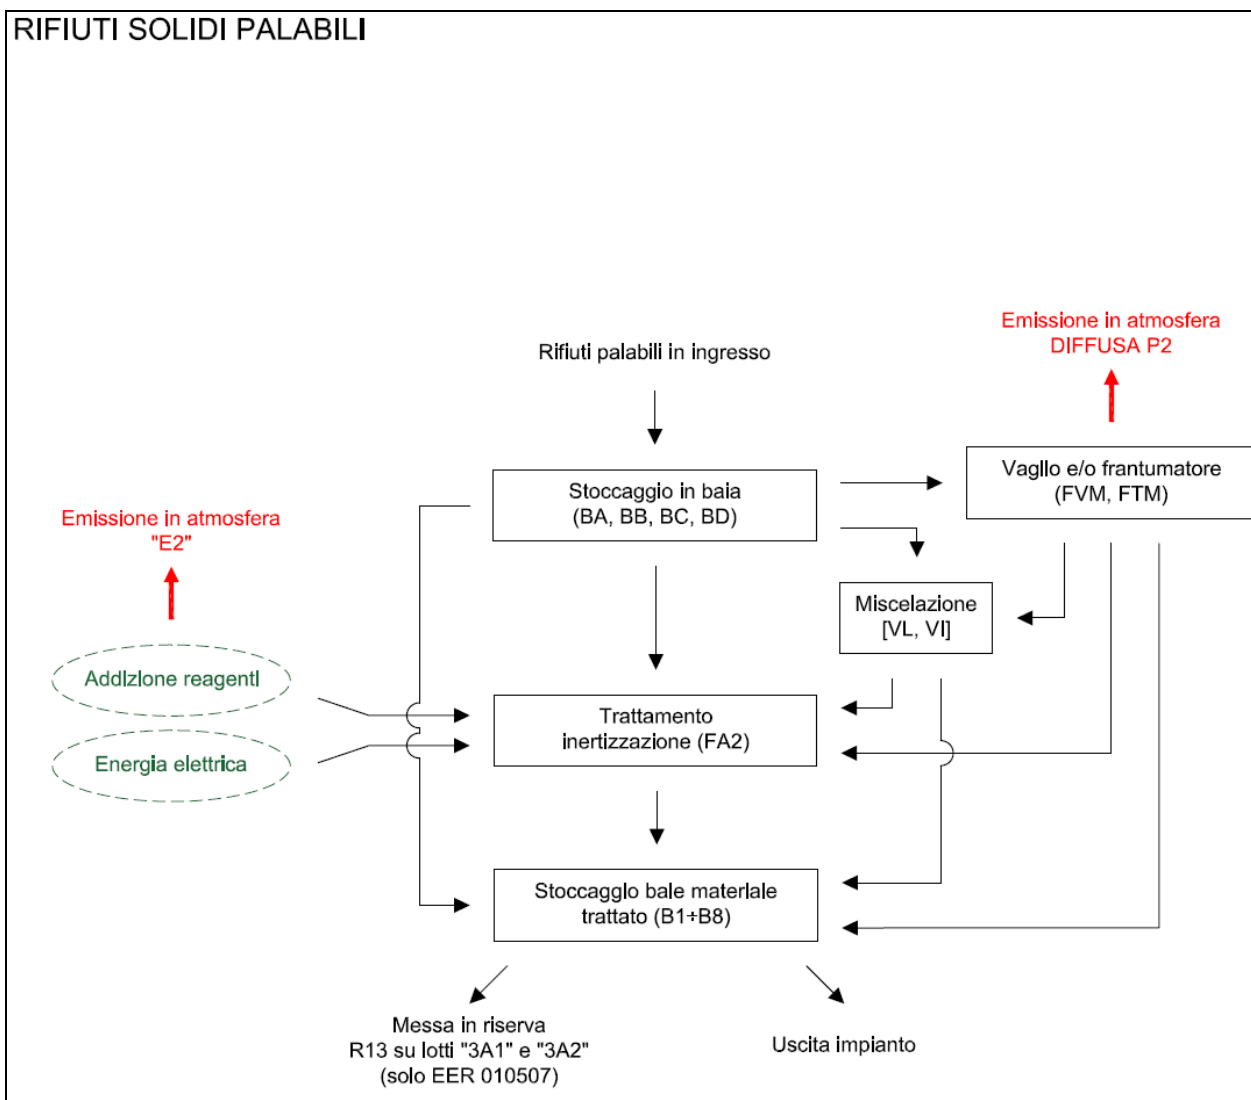 RIFIUTI SOLIDI PALABILI
Emissione in atmosfera
DIFFUSA P2
Rifiuti palabili in ingresso
Vaglio e/o frantumatore
(FVM, FTM)
Stoccaggio in baia
(BA, BB, BC, BD)
Emissione in atmosfera
"E2"
Miscelazione
[VL, VI]
Addizione reagenti
Trattamento
inertizzazione (FA2)
Energia elettrica
Stoccaggio baie materiale
trattato (B1÷B8)
Messa in riserva
R13 su lotti "3A1" e "3A2"
(solo EER 010507)
Uscita impianto